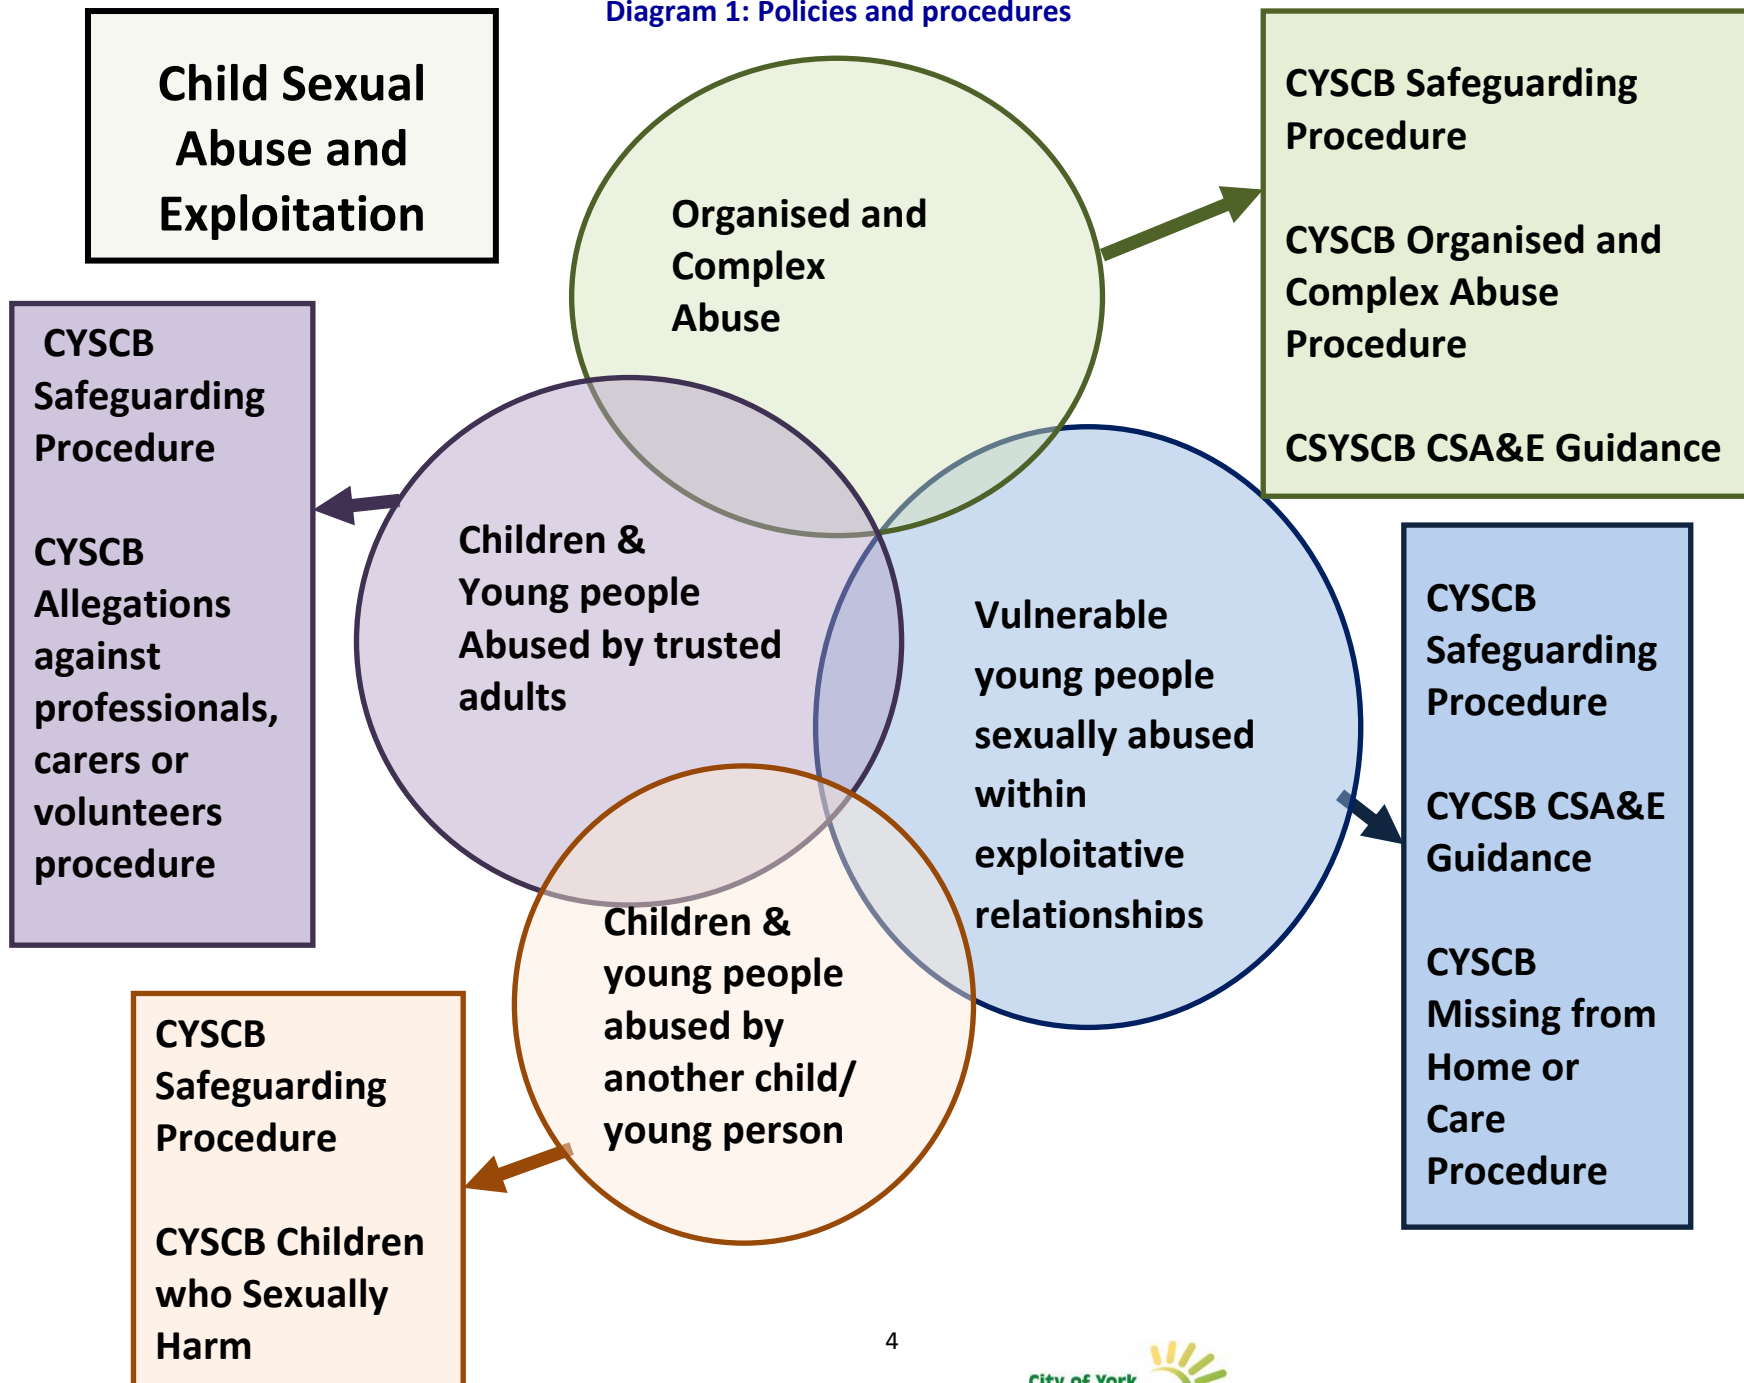 Diagram 1: Policies and procedures
Child Sexual
Abuse and
Exploitation
Organised and
Complex
Abuse
CYSCB Safeguarding
Procedure
CYSCB Organised and
Complex Abuse
Procedure
CSYSCB CSA&E Guidance
CYSCB
Safeguarding
Procedure
CYSCB
Allegations
against
professionals,
carers or
volunteers
procedure
Children &
Young people
Abused by trusted
adults
Vulnerable
young people
sexually abused
within
exploitative
relationships
CYSCB
Safeguarding
Procedure
CYCSB CSA&E
Guidance
CYSCB
Missing from
Home or
Care
Procedure
Children &
young people
abused by
another child/
young person
CYSCB
Safeguarding
Procedure
CYSCB Children
who Sexually
Harm
4
City of York